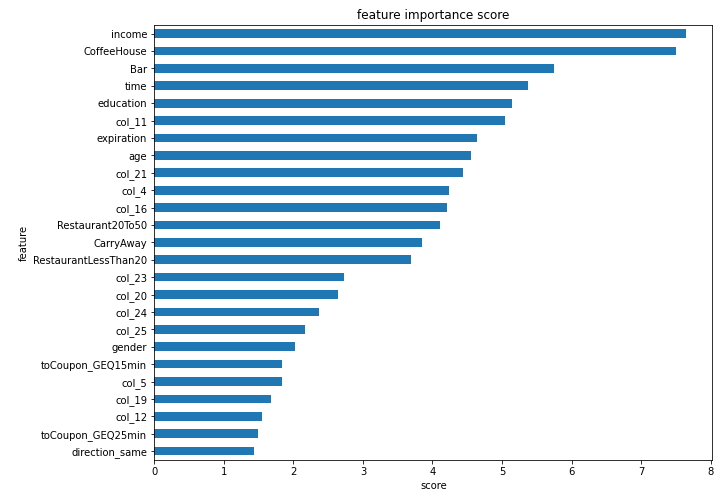 feature importance score
income
CoffeeHouse
Bar
time
education
col_11
expiration
age
col_21
col_4
col_16
Restaurant20To50
CarryAway
RestaurantLessThan20
col_23
col_20
col_24
col_25
gender
toCoupon_GEQ15min
col_5
col_19
col_12
toCoupon_GEQ25min
direction_same
feature
0 1 2 3 4 5 6 7 8
score